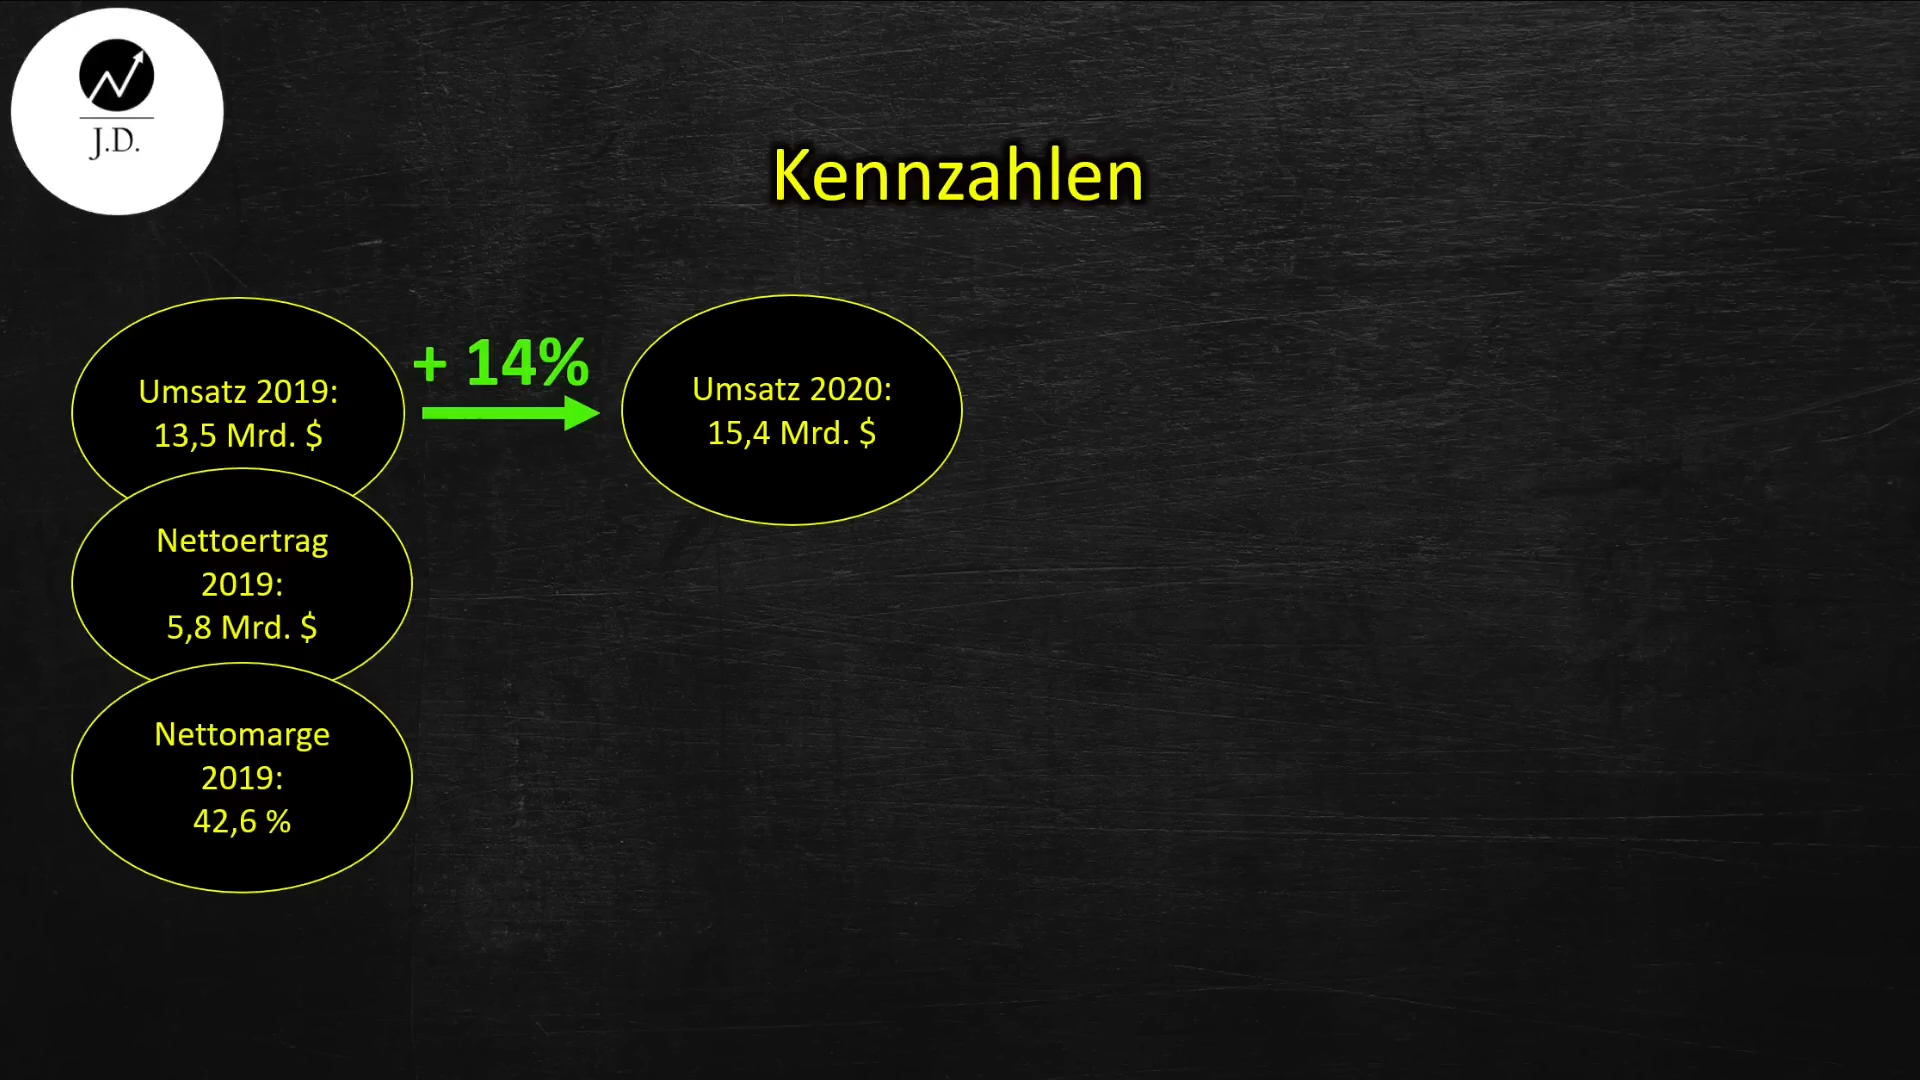 J.D.
Kennzahlen
Umsatz 2019:
13,5 Mrd. $
+ 14%
Umsatz 2020:
15,4 Mrd. $
Nettoertrag
2019:
5,8 Mrd. $
Nettomarge
2019:
42,6 %